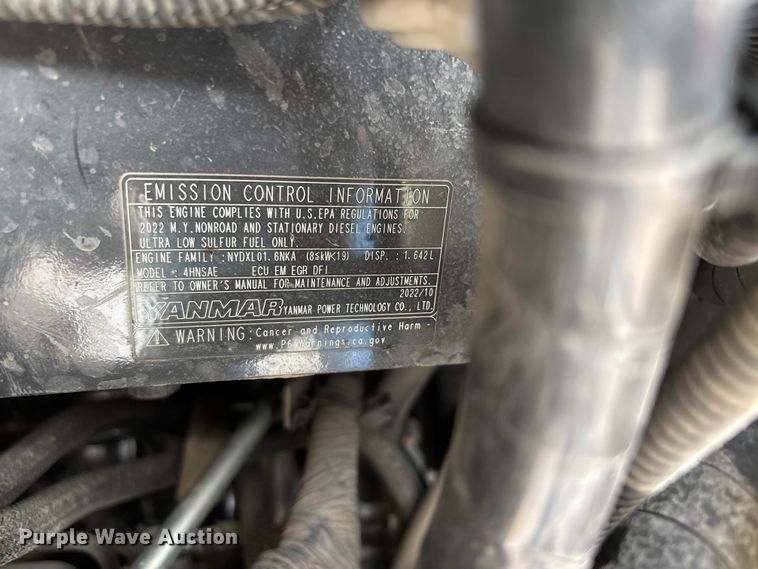 EMISSION CONTROL INFORMATION
THIS ENGINE COMPLIES WITH U.S.EPA REGULATIONS FOR
2022 M.Y.NONROAD AND STATIONARY DIESEL ENGINES.
ULTRA LOW SULFUR FUEL ONLY.
ENGINE FAMILY : NYDXL01.6NKA (8≤kW<19) DISP. : 1.642L
MODEL : 4HNSAE ECU EM EGR DFI
REFER TO OWNER'S MANUAL FOR MAINTENANCE AND ADJUSTMENTS.
2022/10
YANMAR YANMAR POWER TECHNOLOGY CO., LTD.
⚠ WARNING: Cancer and Reproductive Harm -
www.P65Warnings.ca.gov
Purple Wave Auction